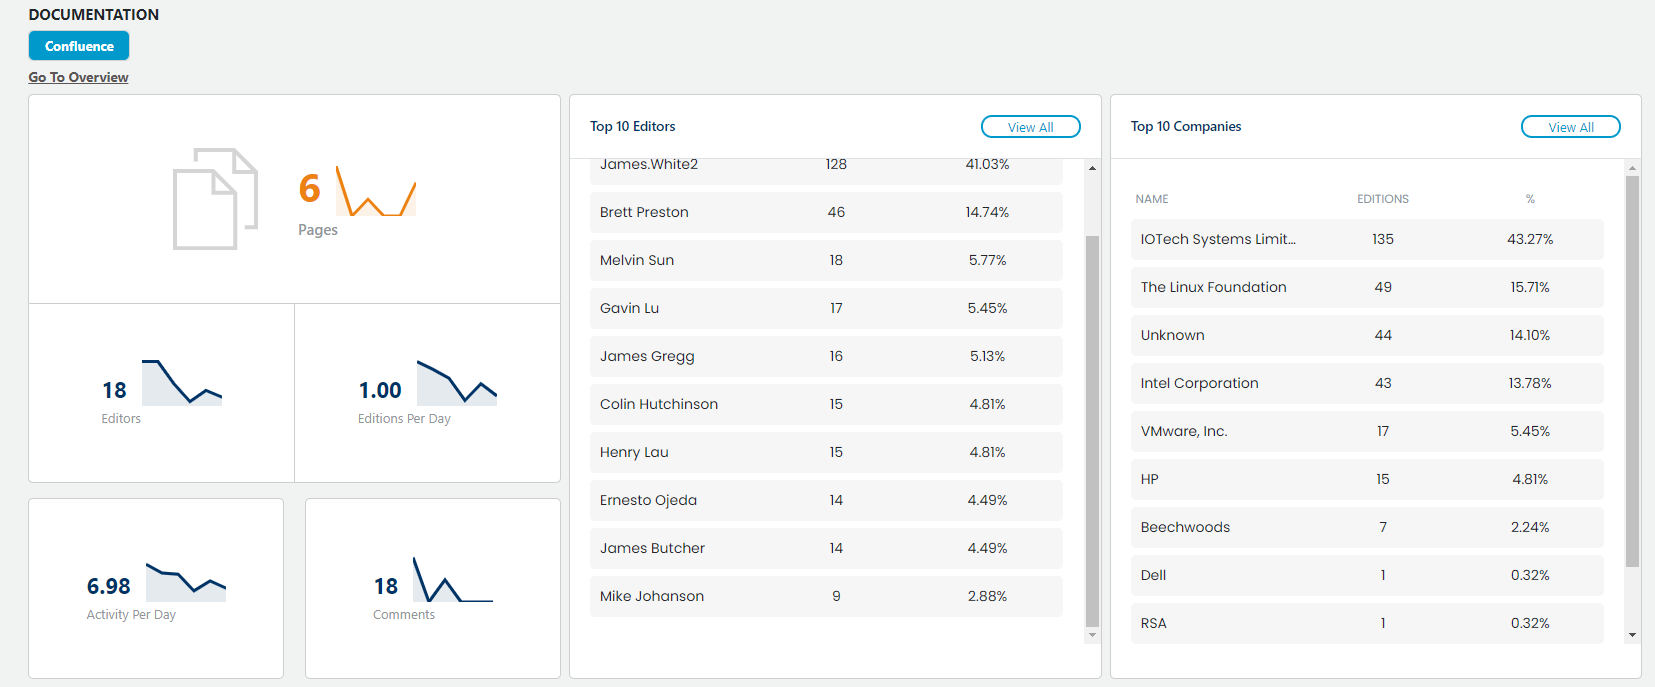 DOCUMENTATION
Confluence
Go To Overview
6
Pages
18
Editors
1.00
Editions Per Day
6.98
Activity Per Day
18
Comments
Top 10 Editors
View All
James.White2 128 41.03%
Brett Preston 46 14.74%
Melvin Sun 18 5.77%
Gavin Lu 17 5.45%
James Gregg 16 5.13%
Colin Hutchinson 15 4.81%
Henry Lau 15 4.81%
Ernesto Ojeda 14 4.49%
James Butcher 14 4.49%
Mike Johanson 9 2.88%
Top 10 Companies
View All
NAME EDITIONS %
IOTech Systems Limit... 135 43.27%
The Linux Foundation 49 15.71%
Unknown 44 14.10%
Intel Corporation 43 13.78%
VMware, Inc. 17 5.45%
HP 15 4.81%
Beechwoods 7 2.24%
Dell 1 0.32%
RSA 1 0.32%